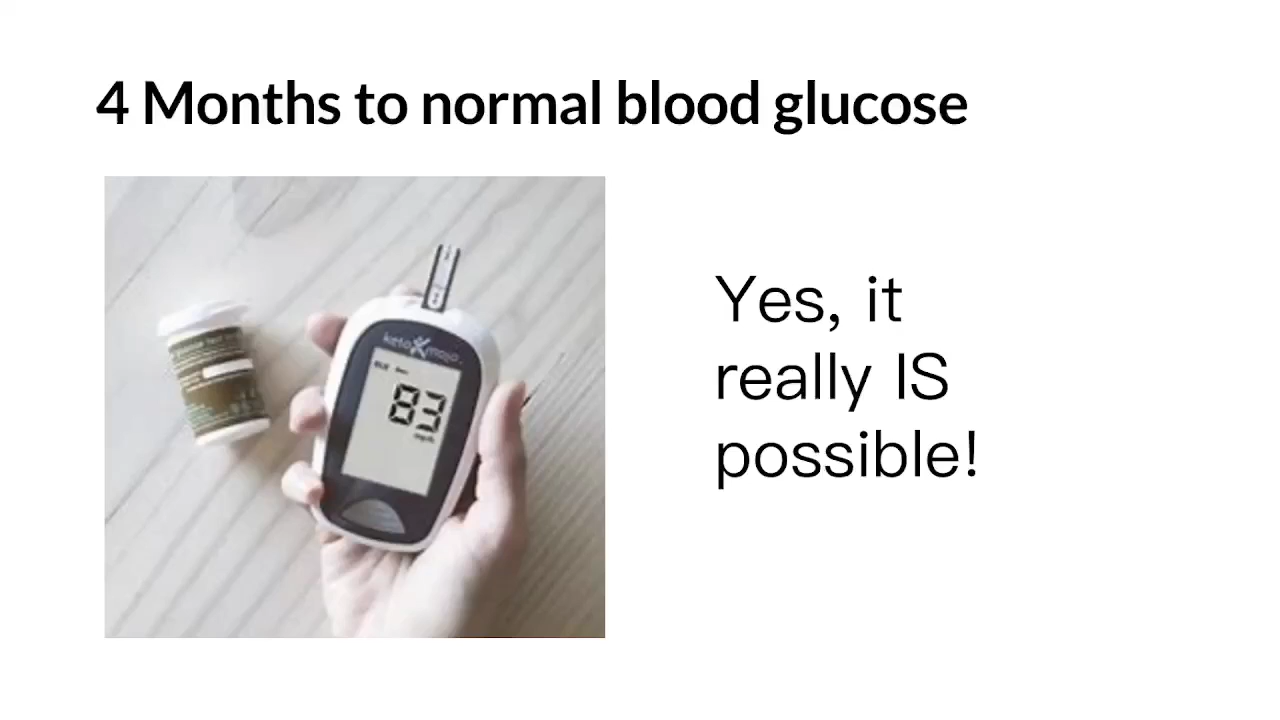 4 Months to normal blood glucose
Yes, it
really IS
possible!
keto mojo
83